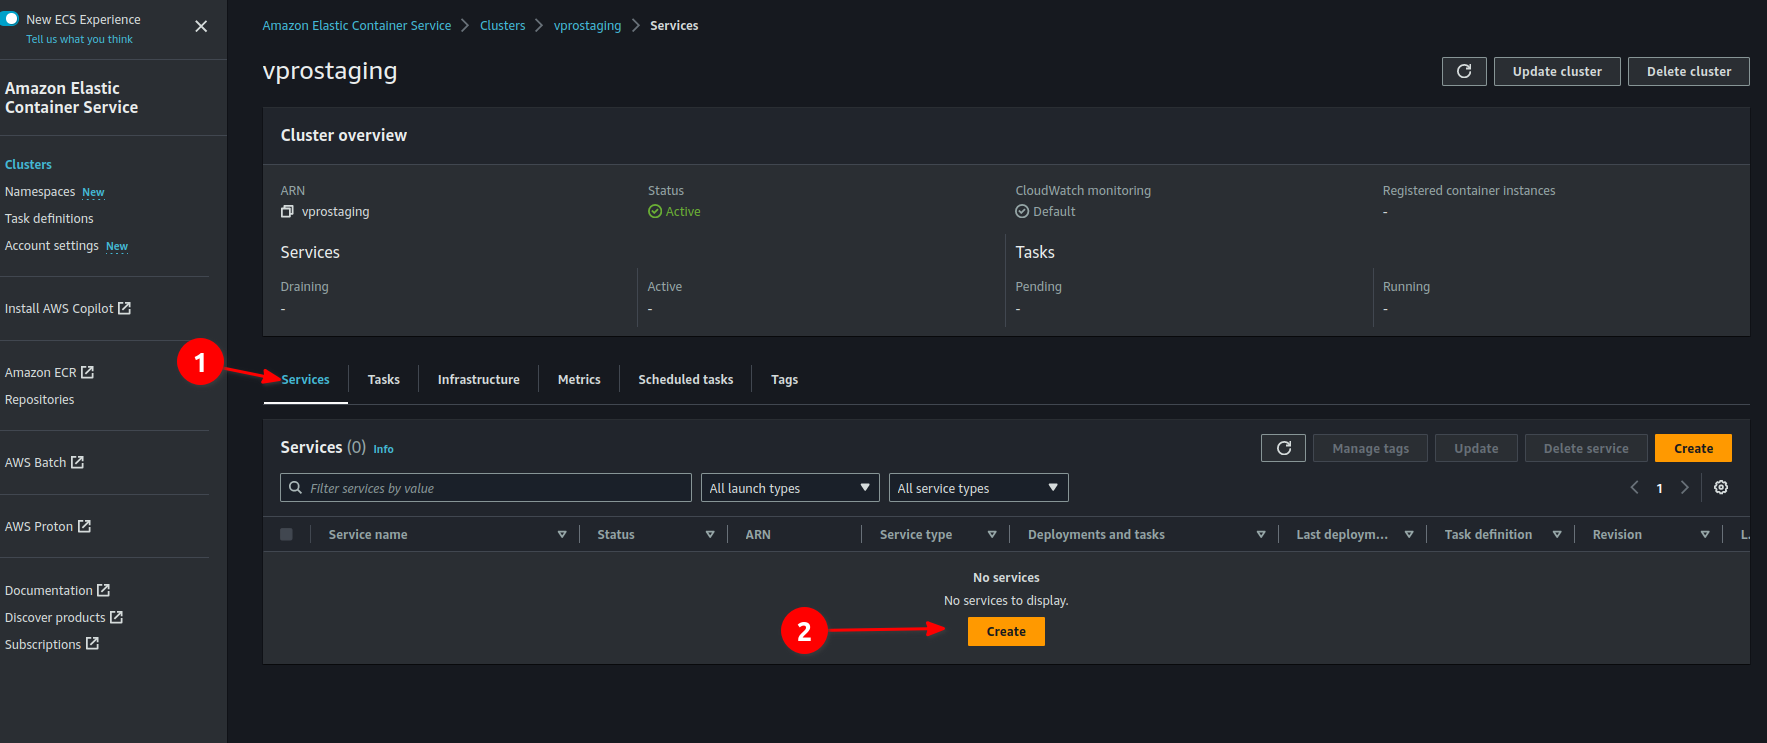 New ECS Experience
Tell us what you think
Amazon Elastic
Container Service
Clusters
Namespaces New
Task definitions
Account settings New
Install AWS Copilot
Amazon ECR
Repositories
AWS Batch
AWS Proton
Documentation
Discover products
Subscriptions
Amazon Elastic Container Service > Clusters > vprostaging > Services
vprostaging
Update cluster
Delete cluster
Cluster overview
ARN
vprostaging
Status
Active
CloudWatch monitoring
Default
Registered container instances
-
Services
Draining
-
Active
-
Tasks
Pending
-
Running
-
1
Services Tasks Infrastructure Metrics Scheduled tasks Tags
Services (0) Info
Manage tags Update Delete service Create
Filter services by value
All launch types
All service types
1
Service name Status ARN Service type Deployments and tasks Last deploym... Task definition Revision L...
No services
No services to display.
2
Create